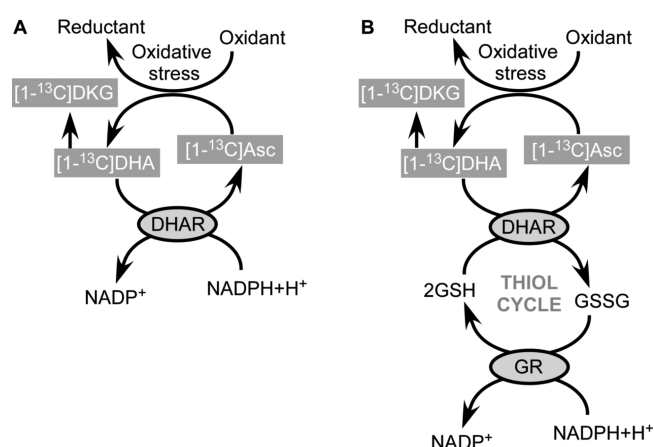 A
Reductant
Oxidant
Oxidative
stress
[1-¹³C]DKG
[1-¹³C]DHA
[1-¹³C]Asc
DHAR
NADP⁺
NADPH+H⁺
B
Reductant
Oxidant
Oxidative
stress
[1-¹³C]DKG
[1-¹³C]DHA
[1-¹³C]Asc
DHAR
2GSH
THIOL
CYCLE
GSSG
GR
NADP⁺
NADPH+H⁺